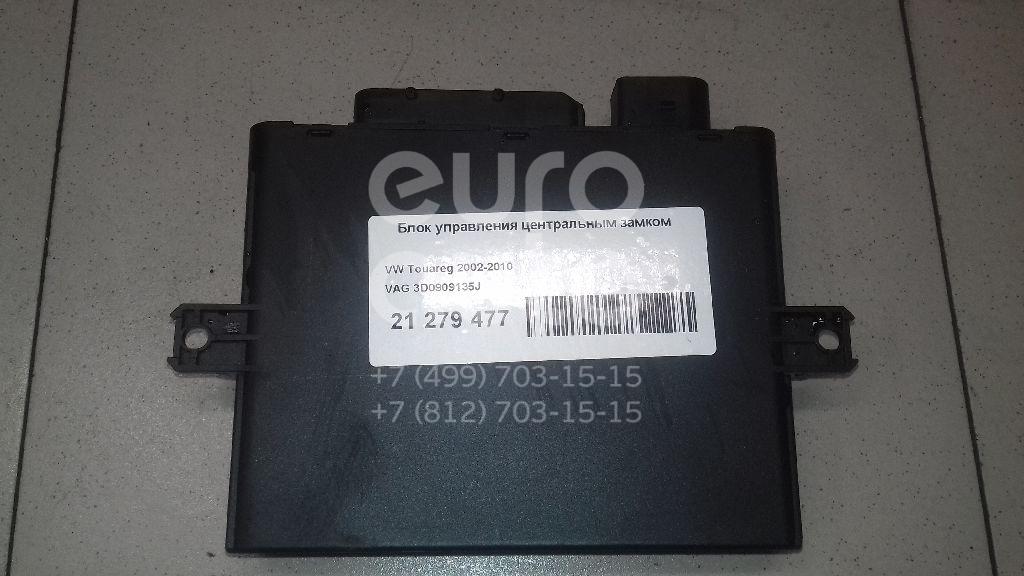 euro
Блок управления центральным замком
VW Touareg 2002-2010
VAG 3D0909135J
21 279 477
+7 (499) 703-15-15
+7 (812) 703-15-15